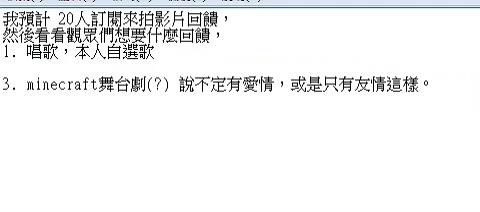 我預計 20人訂閱來拍影片回饋，
然後看看觀眾們想要什麼回饋，
1. 唱歌，本人自選歌
3. minecraft舞台劇(?) 說不定有愛情，或是只有友情這樣。